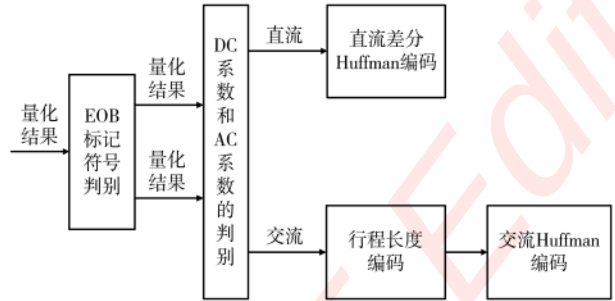 量化
结果
EOB
标记
符号
判别
量化
结果
量化
结果
DC
系
数
和
AC
系
数
的
判
别
直流
直流差分
Huffman编码
交流
行程长度
编码
交流Huffman
编码
Edi